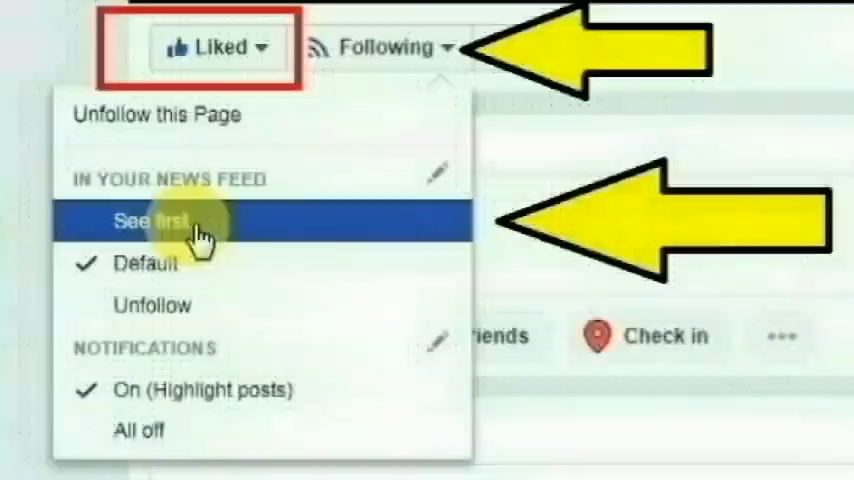 Liked Following
Unfollow this Page
IN YOUR NEWS FEED
See first
Default
Unfollow
NOTIFICATIONS
riends Check in
On (Highlight posts)
All off